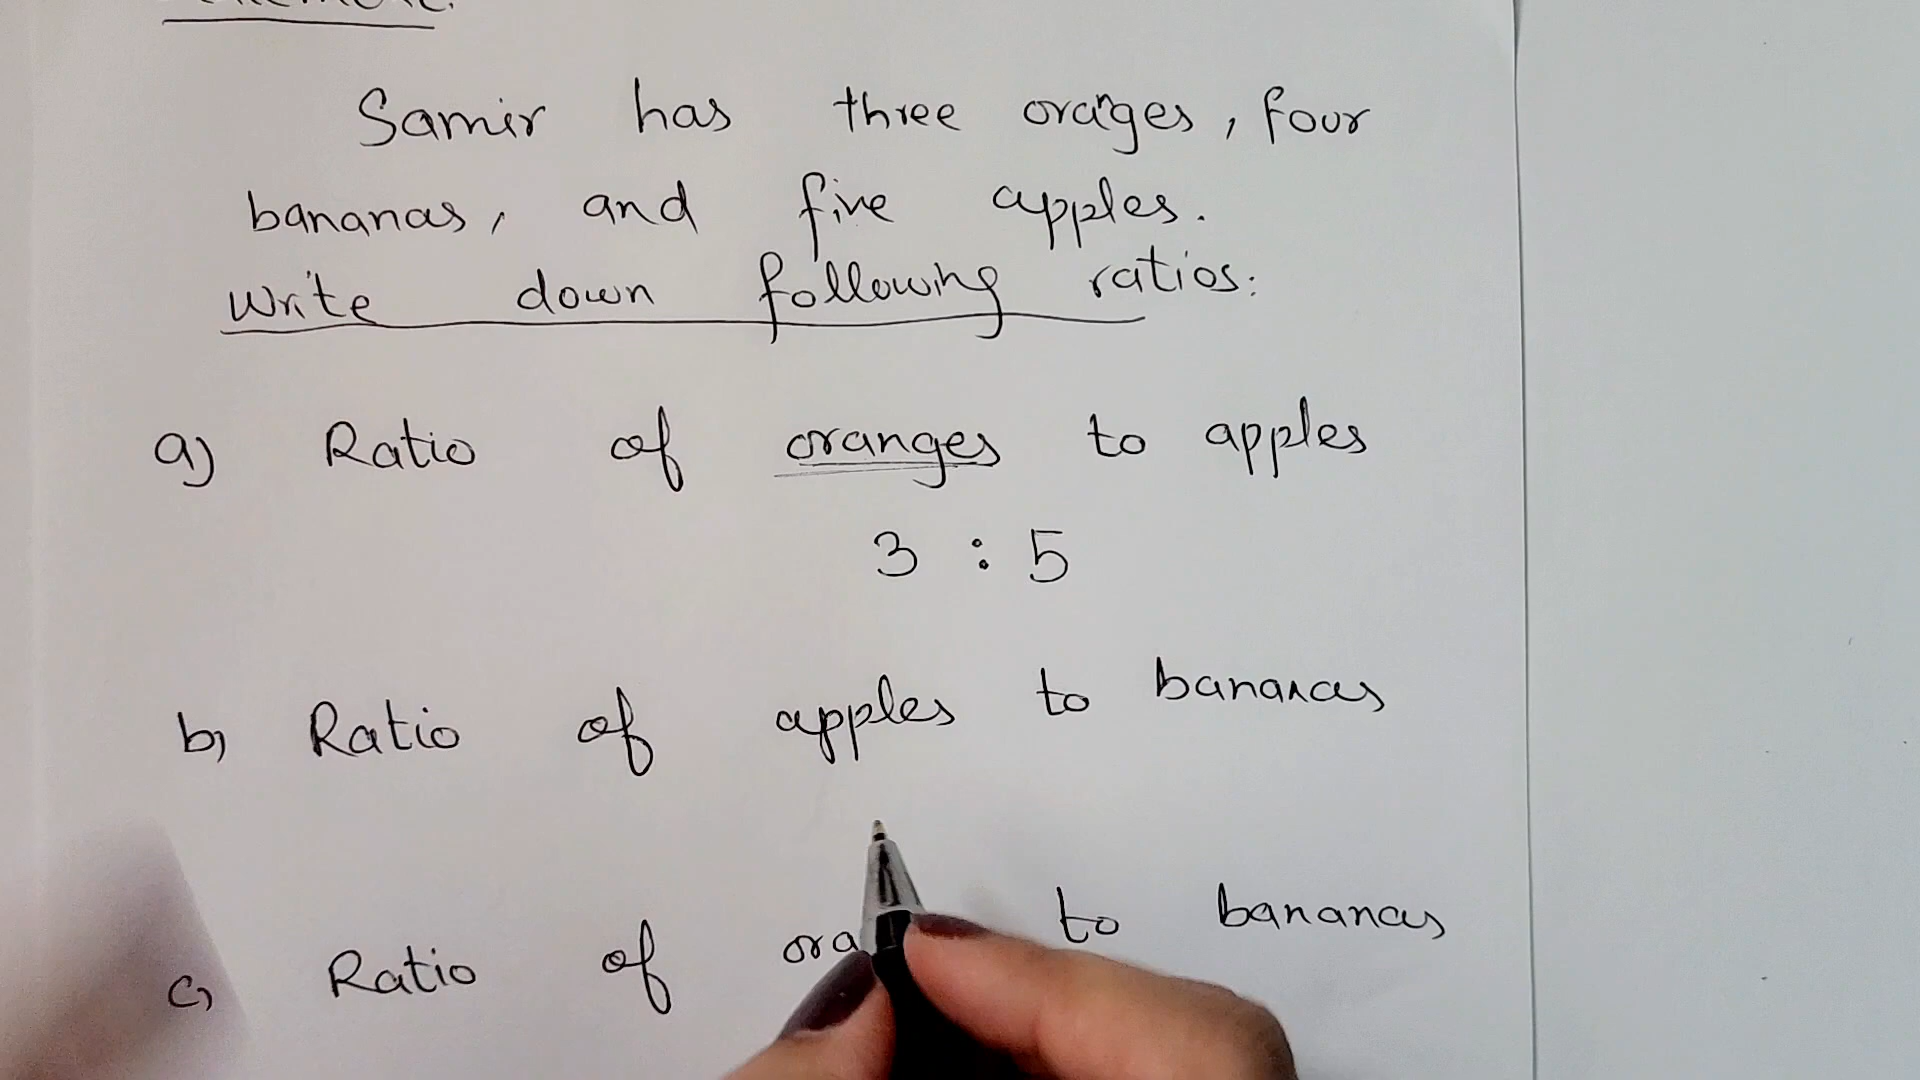 Samir has three oranges, four
bananas, and five apples.
Write down following ratios:
a) Ratio of oranges to apples
3 : 5
b) Ratio of apples to bananas
c) Ratio of ora to bananas